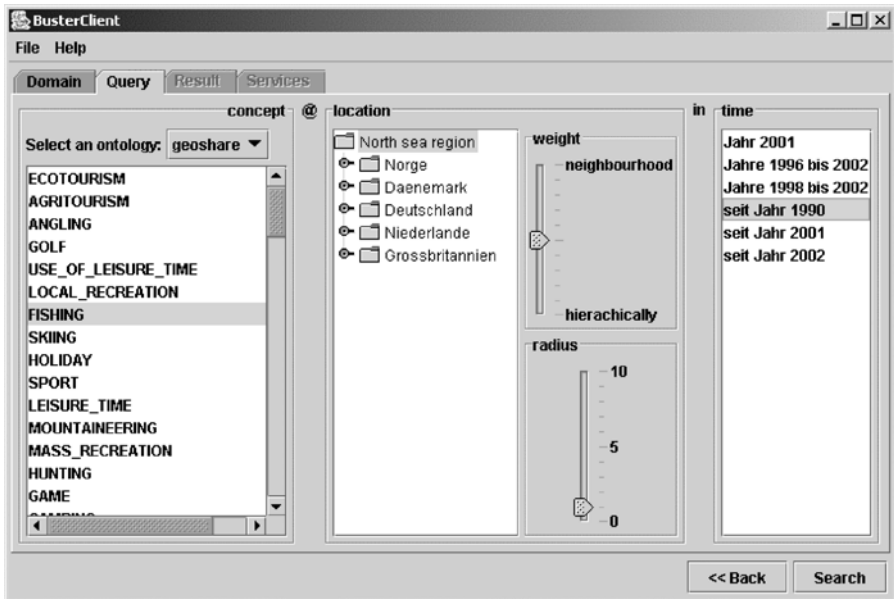 BusterClient
File Help
Domain Query Result Services
concept @ location in time
Select an ontology: geoshare
ECOTOURISM
AGRITOURISM
ANGLING
GOLF
USE_OF_LEISURE_TIME
LOCAL_RECREATION
FISHING
SKIING
HOLIDAY
SPORT
LEISURE_TIME
MOUNTAINEERING
MASS_RECREATION
HUNTING
GAME
North sea region
Norge
Daenemark
Deutschland
Niederlande
Grossbritannien
weight
neighbourhood
hierachically
radius
10
5
0
Jahr 2001
Jahre 1996 bis 2002
Jahre 1998 bis 2002
seit Jahr 1990
seit Jahr 2001
seit Jahr 2002
<< Back Search